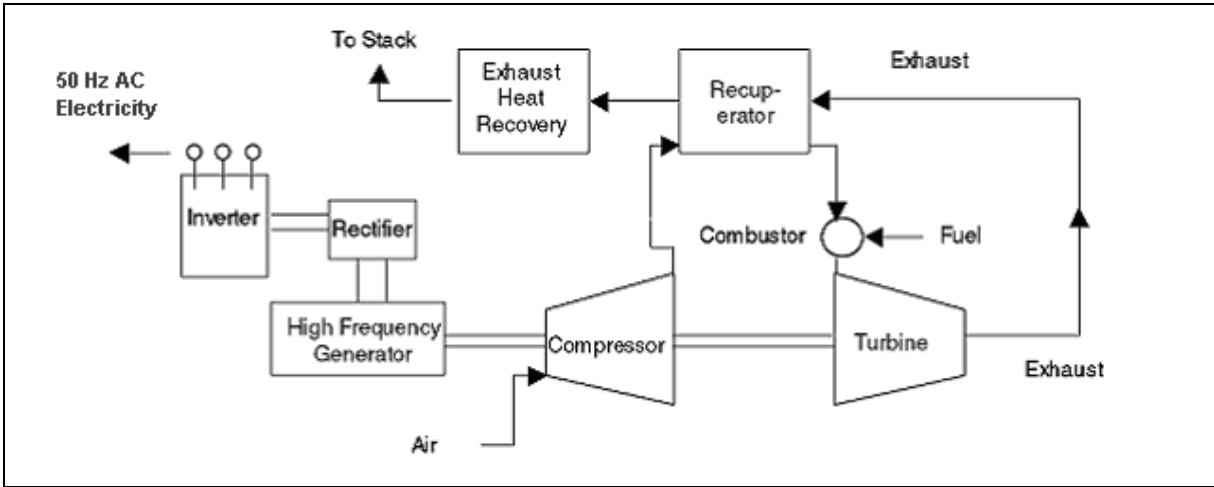 To Stack
50 Hz AC
Electricity
Exhaust
Heat
Recovery
Recup-
erator
Exhaust
Inverter
Rectifier
Combustor
Fuel
High Frequency
Generator
Compressor
Turbine
Exhaust
Air